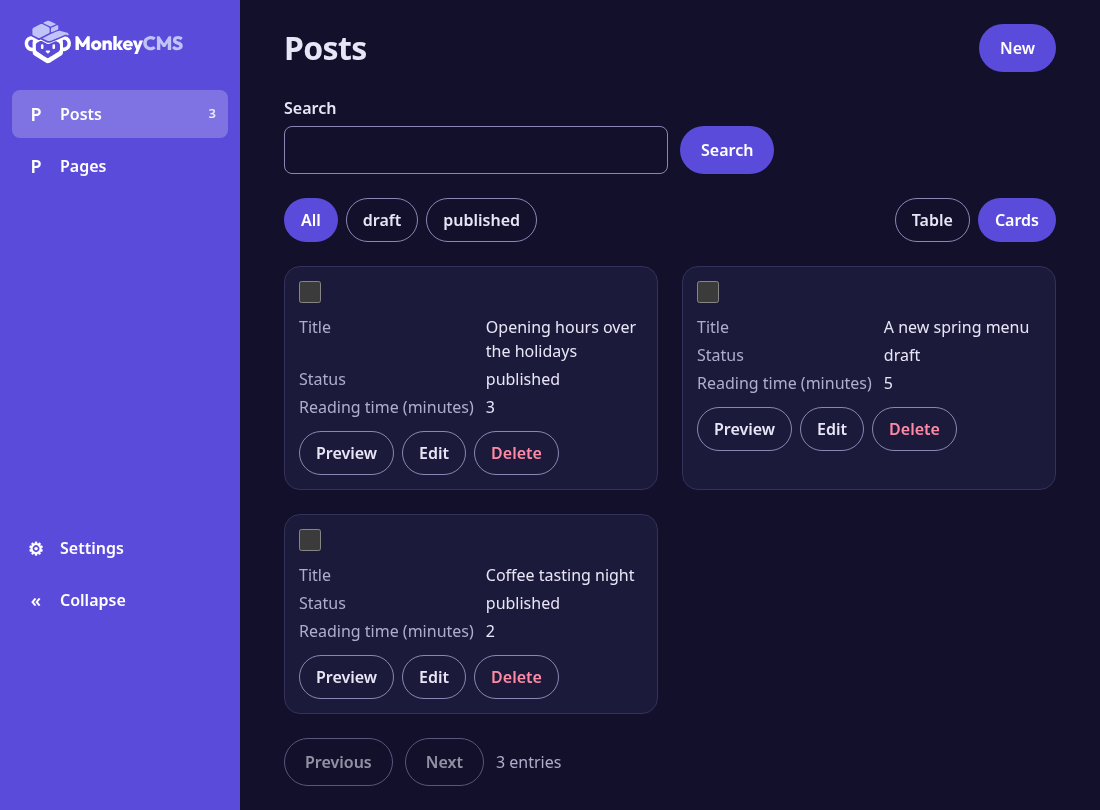 MonkeyCMS
P Posts 3
P Pages
⚙ Settings
« Collapse
Posts
New
Search
Search
All draft published
Table Cards
Title Opening hours over
the holidays
Status published
Reading time (minutes) 3
Preview Edit Delete
Title A new spring menu
Status draft
Reading time (minutes) 5
Preview Edit Delete
Title Coffee tasting night
Status published
Reading time (minutes) 2
Preview Edit Delete
Previous Next 3 entries